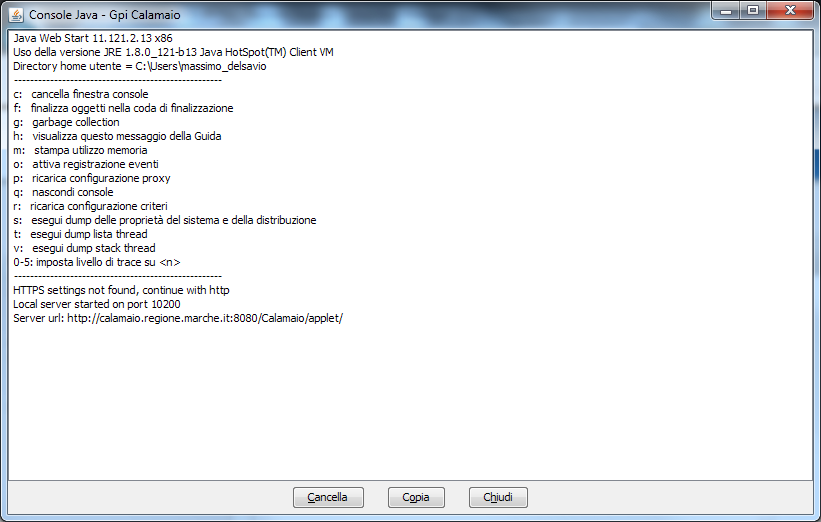 Console Java - Gpi Calamaio
Java Web Start 11.121.2.13 x86
Uso della versione JRE 1.8.0_121-b13 Java HotSpot(TM) Client VM
Directory home utente = C:\Users\massimo_delsavio
----------------------------------------------------
c:   cancella finestra console
f:   finalizza oggetti nella coda di finalizzazione
g:   garbage collection
h:   visualizza questo messaggio della Guida
m:   stampa utilizzo memoria
o:   attiva registrazione eventi
p:   ricarica configurazione proxy
q:   nascondi console
r:   ricarica configurazione criteri
s:   esegui dump delle proprietà del sistema e della distribuzione
t:   esegui dump lista thread
v:   esegui dump stack thread
0-5: imposta livello di trace su <n>
----------------------------------------------------
HTTPS settings not found, continue with http
Local server started on port 10200
Server url: http://calamaio.regione.marche.it:8080/Calamaio/applet/
Cancella Copia Chiudi